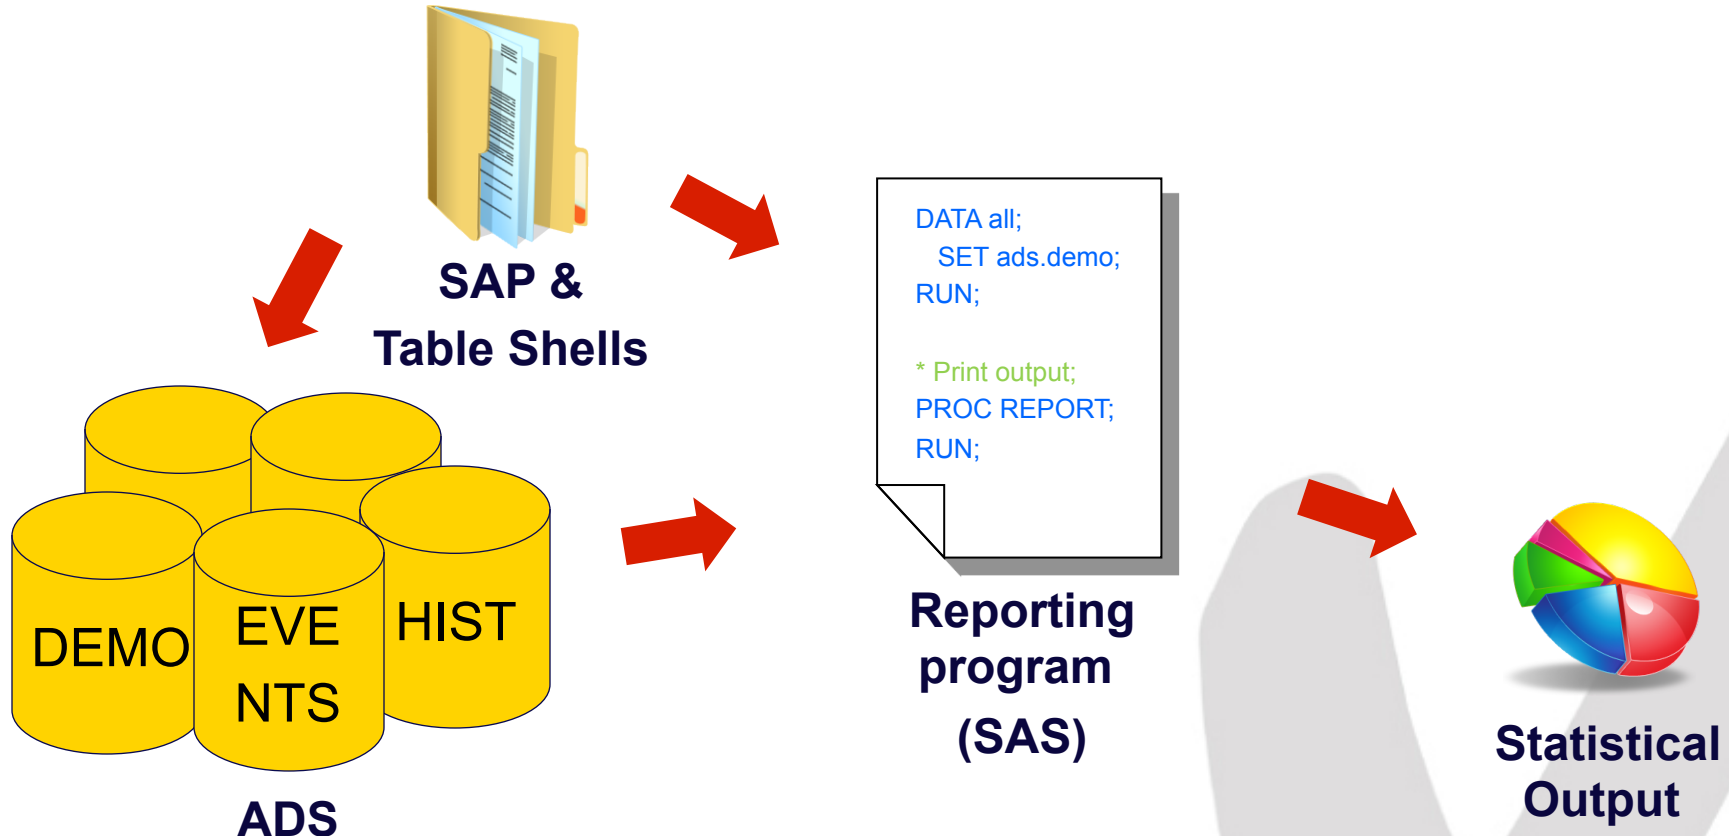 SAP &
Table Shells
DATA all;
SET ads.demo;
RUN;
* Print output;
PROC REPORT;
RUN;
DEMO
EVE
NTS
HIST
ADS
Reporting
program
(SAS)
Statistical
Output